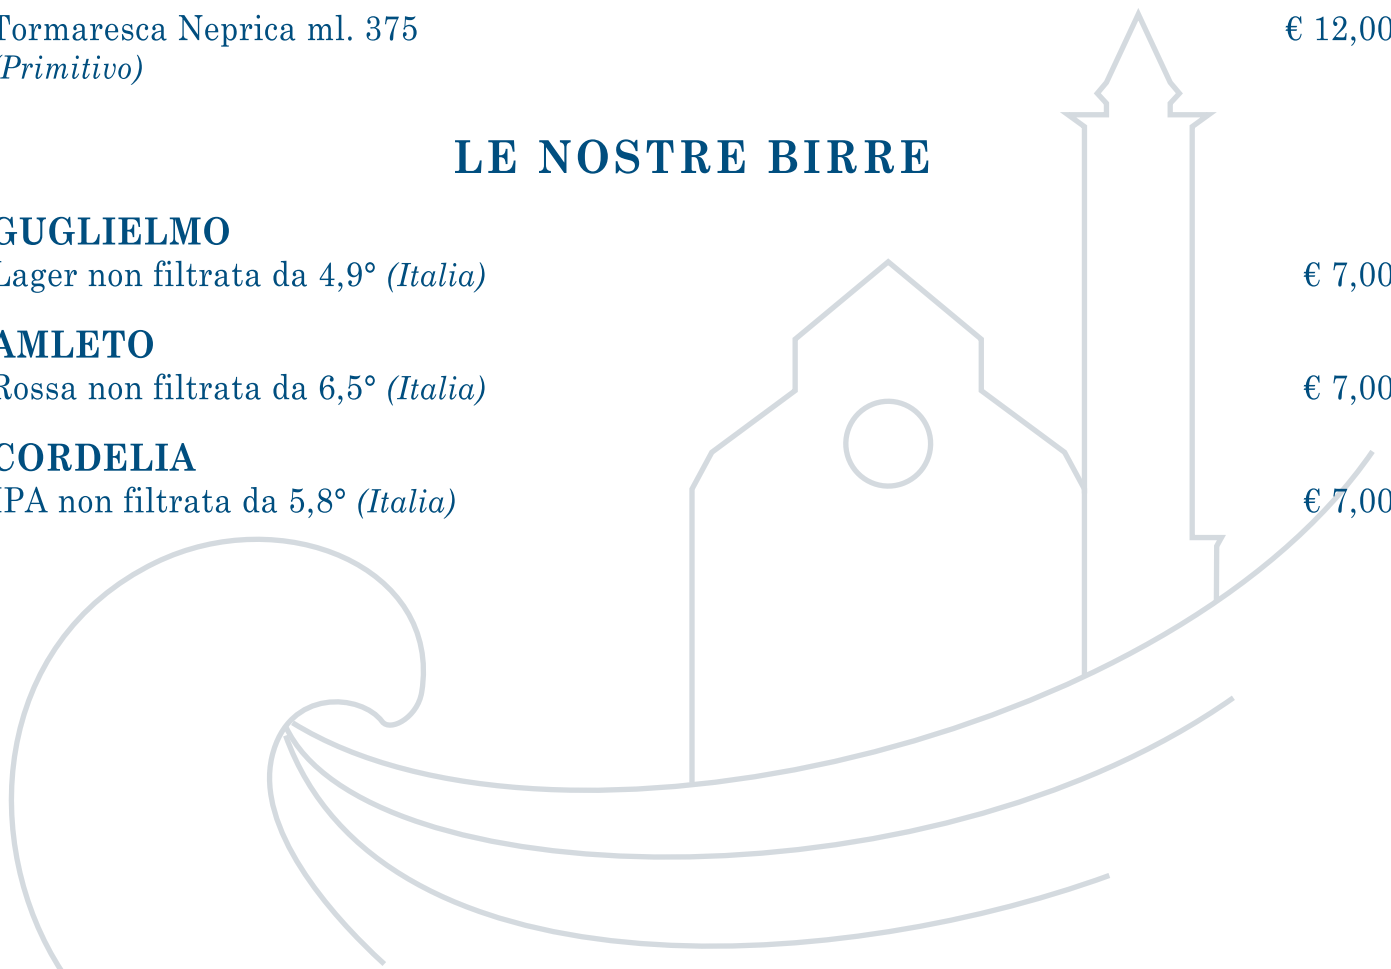 Tormaresca Neprica ml. 375 € 12,00
(Primitivo)
LE NOSTRE BIRRE
GUGLIELMO
Lager non filtrata da 4,9° (Italia) € 7,00
AMLETO
Rossa non filtrata da 6,5° (Italia) € 7,00
CORDELIA
IPA non filtrata da 5,8° (Italia) € 7,00